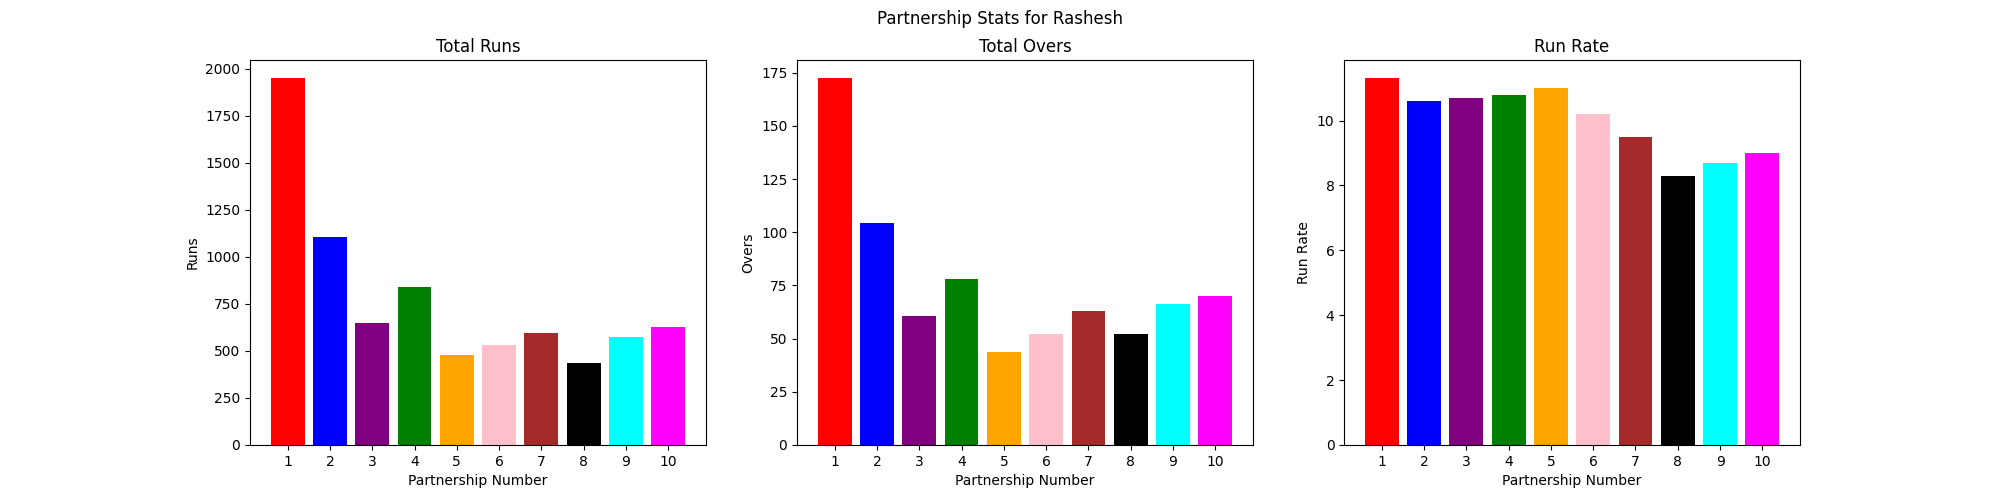 Partnership Stats for Rashesh
Total Runs
2000
1750
1500
1250
1000
750
500
250
0
Runs
1 2 3 4 5 6 7 8 9 10
Partnership Number
Total Overs
175
150
125
100
75
50
25
0
Overs
1 2 3 4 5 6 7 8 9 10
Partnership Number
Run Rate
10
8
6
4
2
0
Run Rate
1 2 3 4 5 6 7 8 9 10
Partnership Number